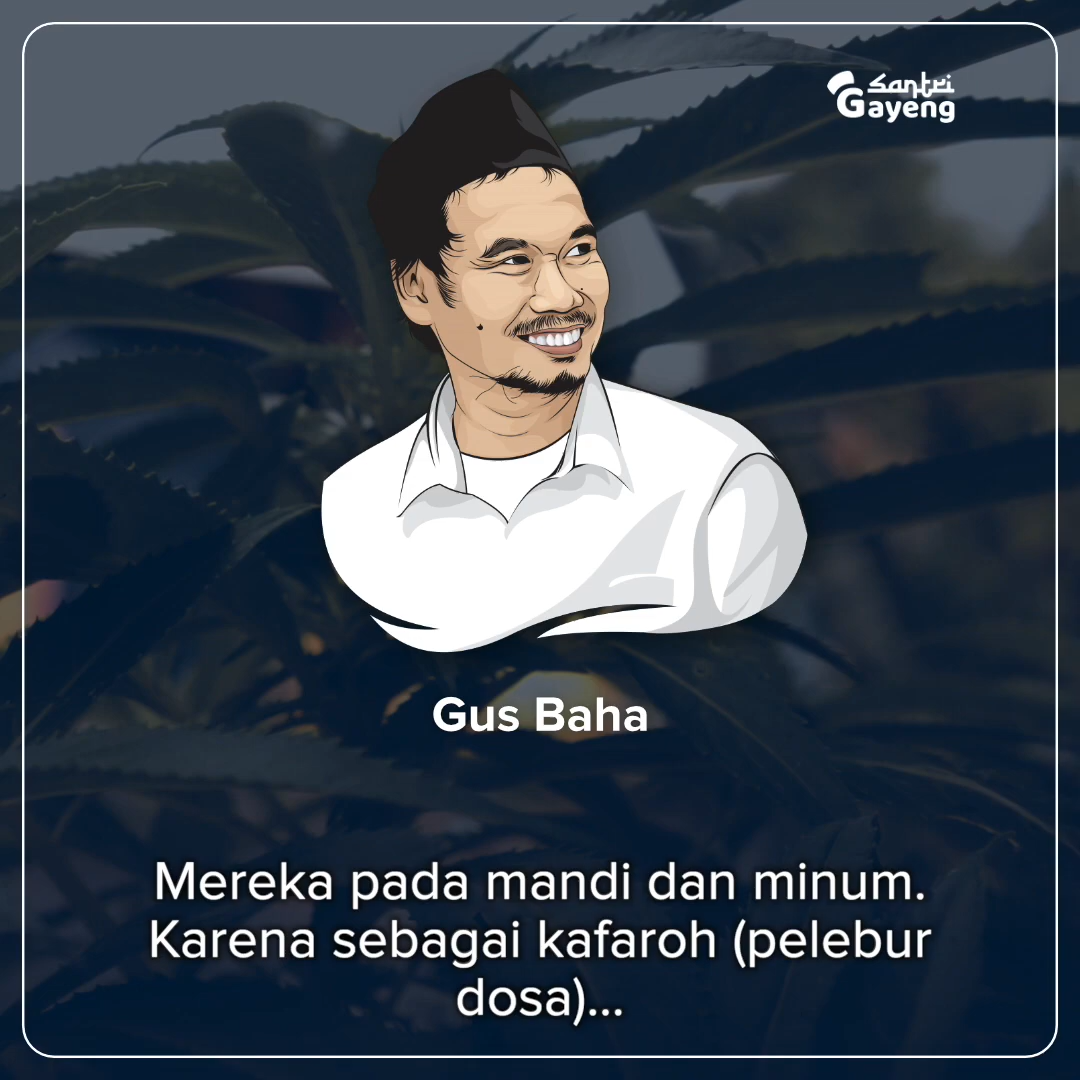 Santri
Gayeng
Gus Baha
Mereka pada mandi dan minum.
Karena sebagai kafaroh (pelebur
dosa)...